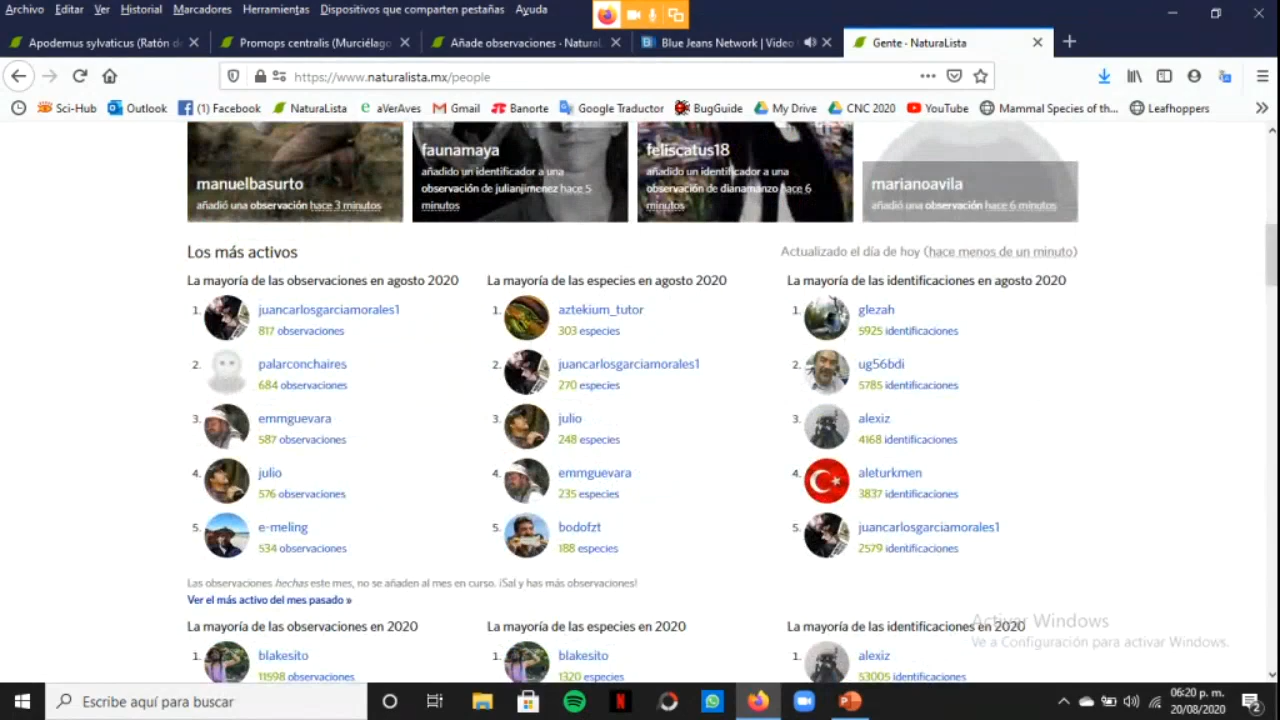 Archivo Editar Ver Historial Marcadores Herramientas Dispositivos que comparten pestañas Ayuda
Apodemus sylvaticus (Ratón d
Promops centralis (Murciélago
Añade observaciones - Natural
Blue Jeans Network | Video
Gente - NaturaLista
https://www.naturalista.mx/people
Sci-Hub Outlook (1) Facebook NaturaLista aVerAves Gmail Banorte Google Traductor BugGuide My Drive CNC 2020 YouTube Mammal Species of th... Leafhoppers
manuelbasurto
añadió una observación hace 3 minutos
faunamaya
añadido un identificador a una
observación de julianjimenez hace 5
minutos
feliscatus18
añadido un identificador a una
observación de dianamanzo hace 6
minutos
marianoavila
añadió una observación hace 6 minutos
Los más activos
Actualizado el día de hoy (hace menos de un minuto)
La mayoría de las observaciones en agosto 2020
1. juancarlosgarciamorales1
817 observaciones
2. palarconchaires
684 observaciones
3. emmguevara
587 observaciones
4. julio
576 observaciones
5. e-meling
534 observaciones
La mayoría de las especies en agosto 2020
1. aztekium_tutor
303 especies
2. juancarlosgarciamorales1
270 especies
3. julio
248 especies
4. emmguevara
235 especies
5. bodofzt
188 especies
La mayoría de las identificaciones en agosto 2020
1. glezah
5925 identificaciones
2. ug56bdi
5785 identificaciones
3. alexiz
4168 identificaciones
4. aleturkmen
3837 identificaciones
5. juancarlosgarciamorales1
2579 identificaciones
Las observaciones hechas este mes, no se añaden al mes en curso. ¡Sal y has más observaciones!
Ver el más activo del mes pasado »
La mayoría de las observaciones en 2020
1. blakesito
11598 observaciones
La mayoría de las especies en 2020
1. blakesito
1320 especies
La mayoría de las identificaciones en 2020
1. alexiz
53005 identificaciones
Activar Windows
Ve a Configuración para activar Windows.
Escribe aquí para buscar
06:20 p. m.
20/08/2020
2